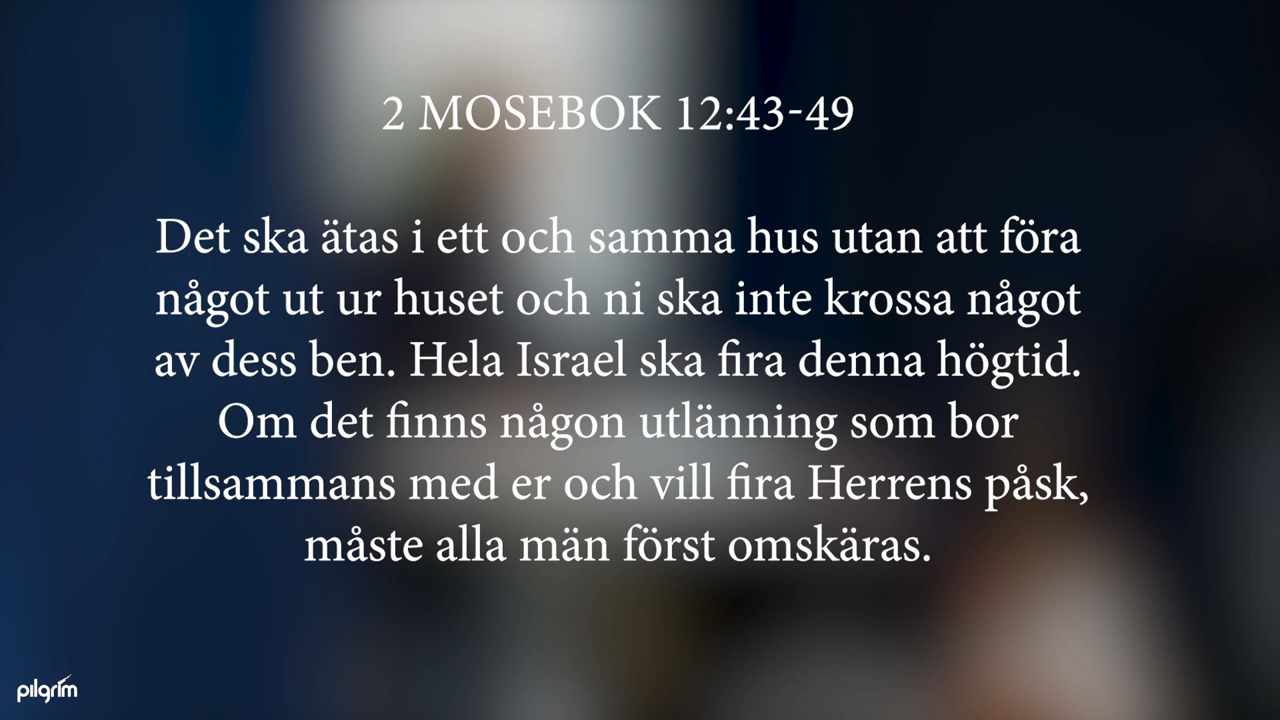 2 MOSEBOK 12:43-49
Det ska ätas i ett och samma hus utan att föra
något ut ur huset och ni ska inte krossa något
av dess ben. Hela Israel ska fira denna högtid.
Om det finns någon utlänning som bor
tillsammans med er och vill fira Herrens påsk,
måste alla män först omskäras.
pilgrim